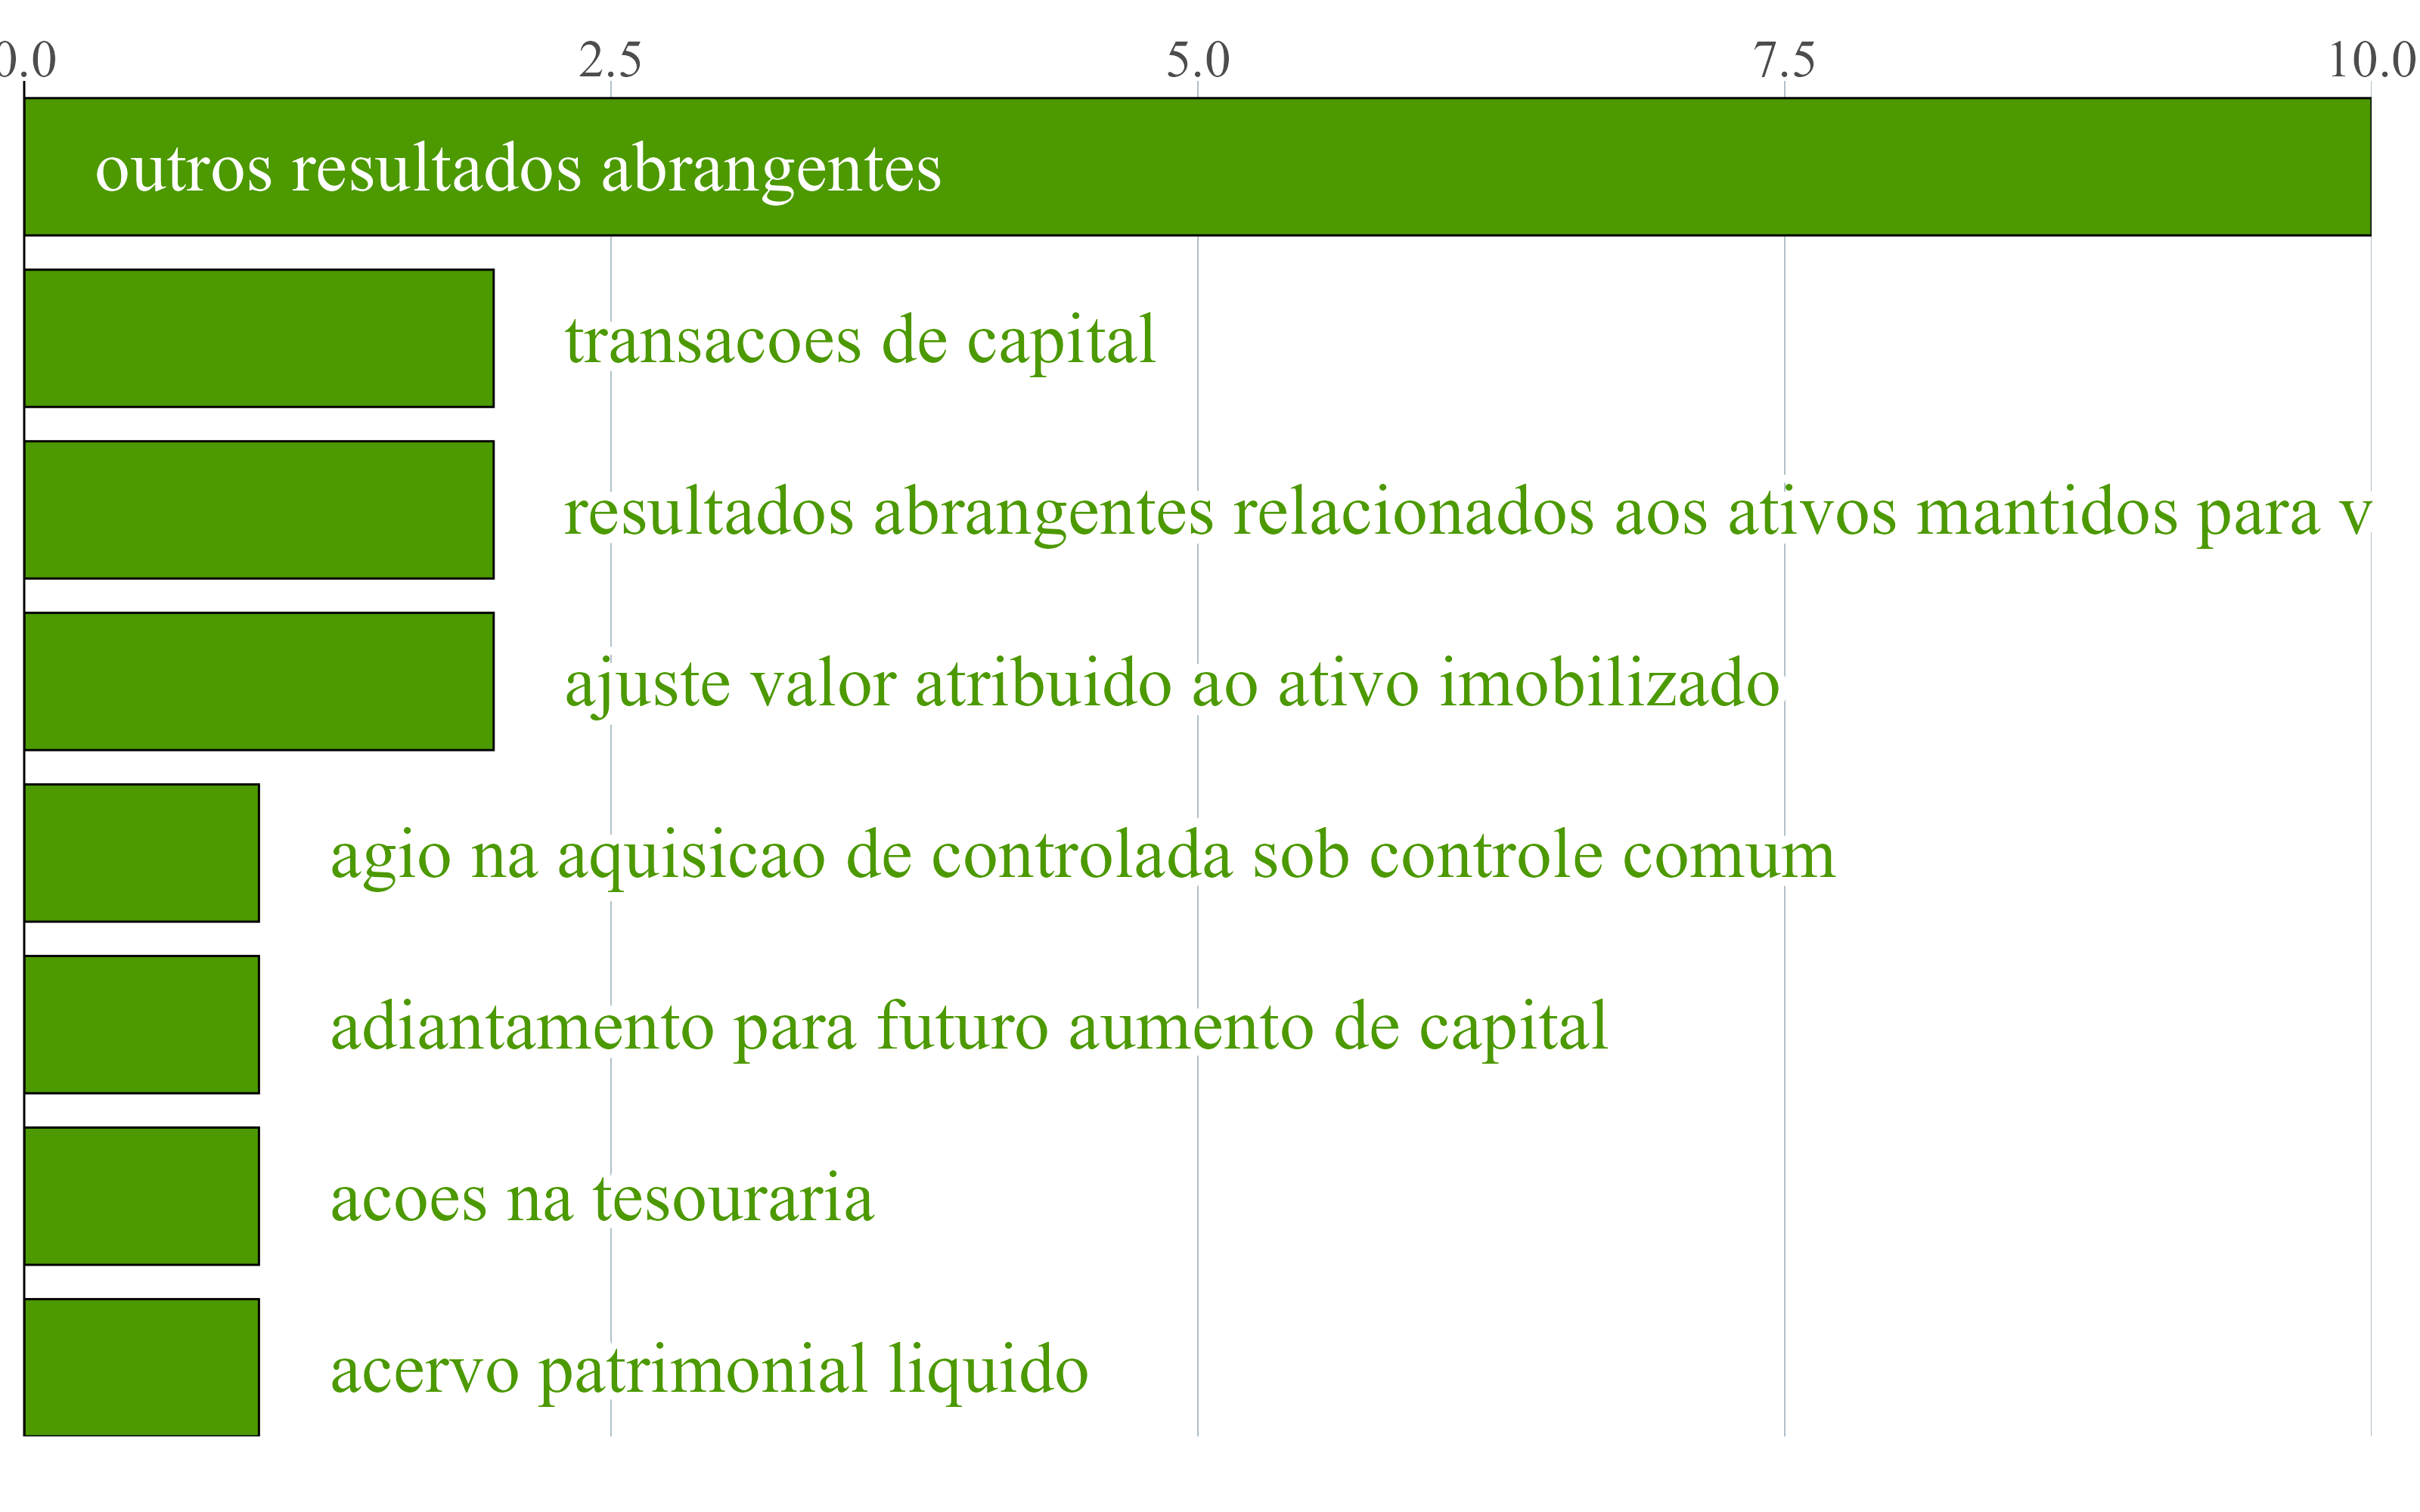 0.0 2.5 5.0 7.5 10.0
outros resultados abrangentes
transacoes de capital
resultados abrangentes relacionados aos ativos mantidos para v
ajuste valor atribuido ao ativo imobilizado
agio na aquisicao de controlada sob controle comum
adiantamento para futuro aumento de capital
acoes na tesouraria
acervo patrimonial liquido